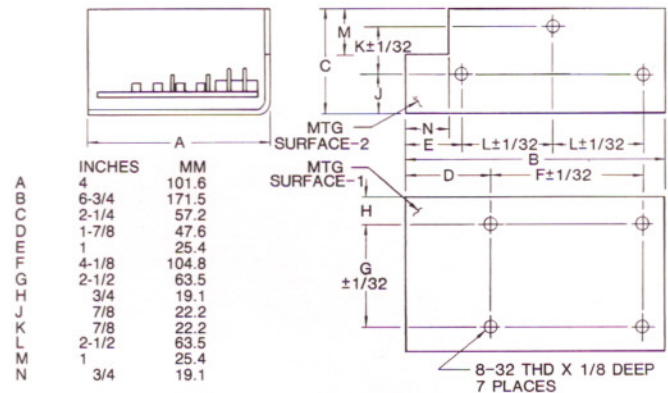 M
K±1/32
C
J
A
MTG
SURFACE-2
N
E
L±1/32
L±1/32
B
MTG
SURFACE-1
D
F±1/32
H
G
±1/32
8-32 THD X 1/8 DEEP
7 PLACES
INCHES MM
A 4 101.6
B 6-3/4 171.5
C 2-1/4 57.2
D 1-7/8 47.6
E 1 25.4
F 4-1/8 104.8
G 2-1/2 63.5
H 3/4 19.1
J 7/8 22.2
K 7/8 22.2
L 2-1/2 63.5
M 1 25.4
N 3/4 19.1